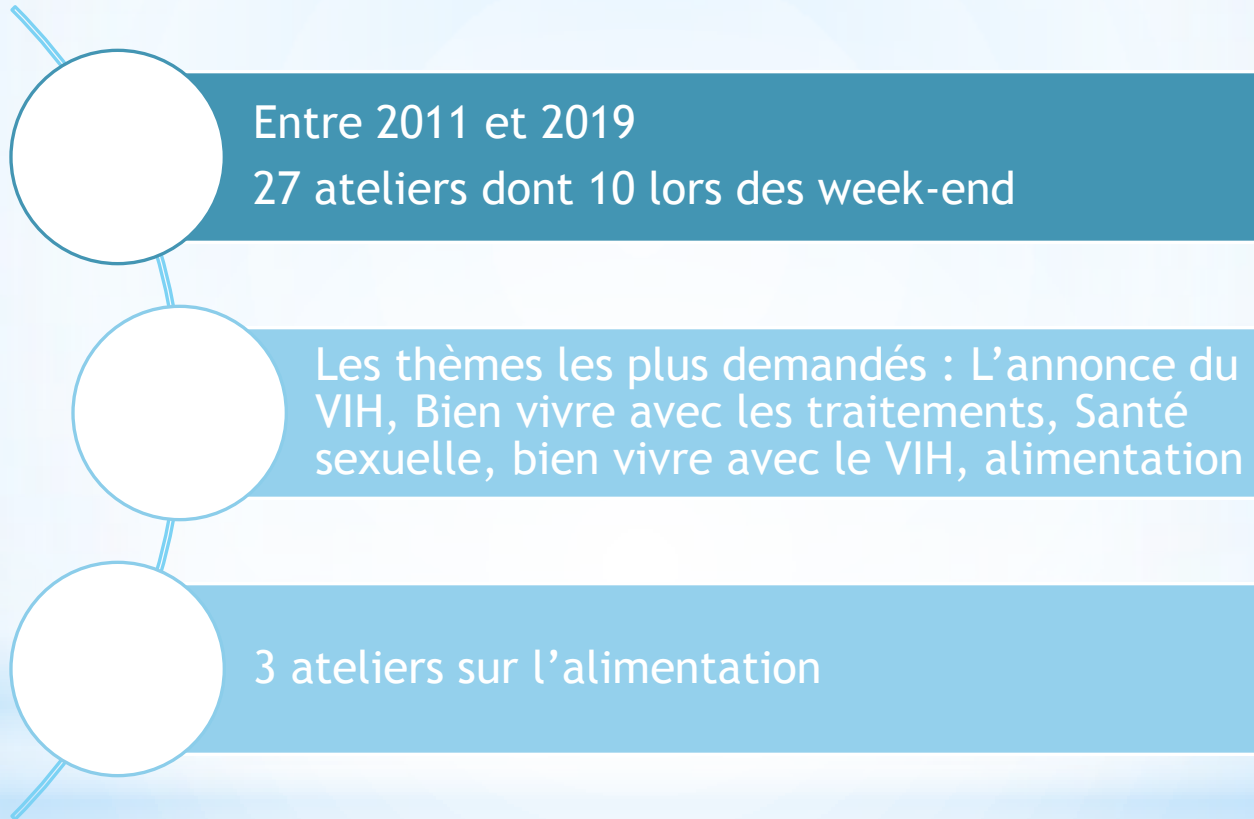 Entre 2011 et 2019
27 ateliers dont 10 lors des week-end
Les thèmes les plus demandés : L’annonce du
VIH, Bien vivre avec les traitements, Santé
sexuelle, bien vivre avec le VIH, alimentation
3 ateliers sur l’alimentation